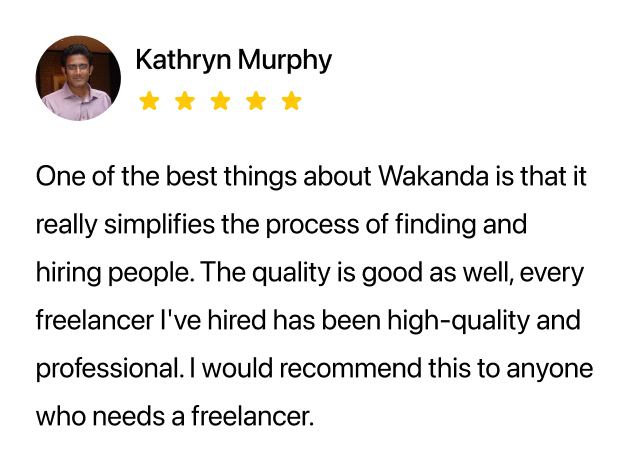 Kathryn Murphy
One of the best things about Wakanda is that it
really simplifies the process of finding and
hiring people. The quality is good as well, every
freelancer I've hired has been high-quality and
professional. I would recommend this to anyone
who needs a freelancer.